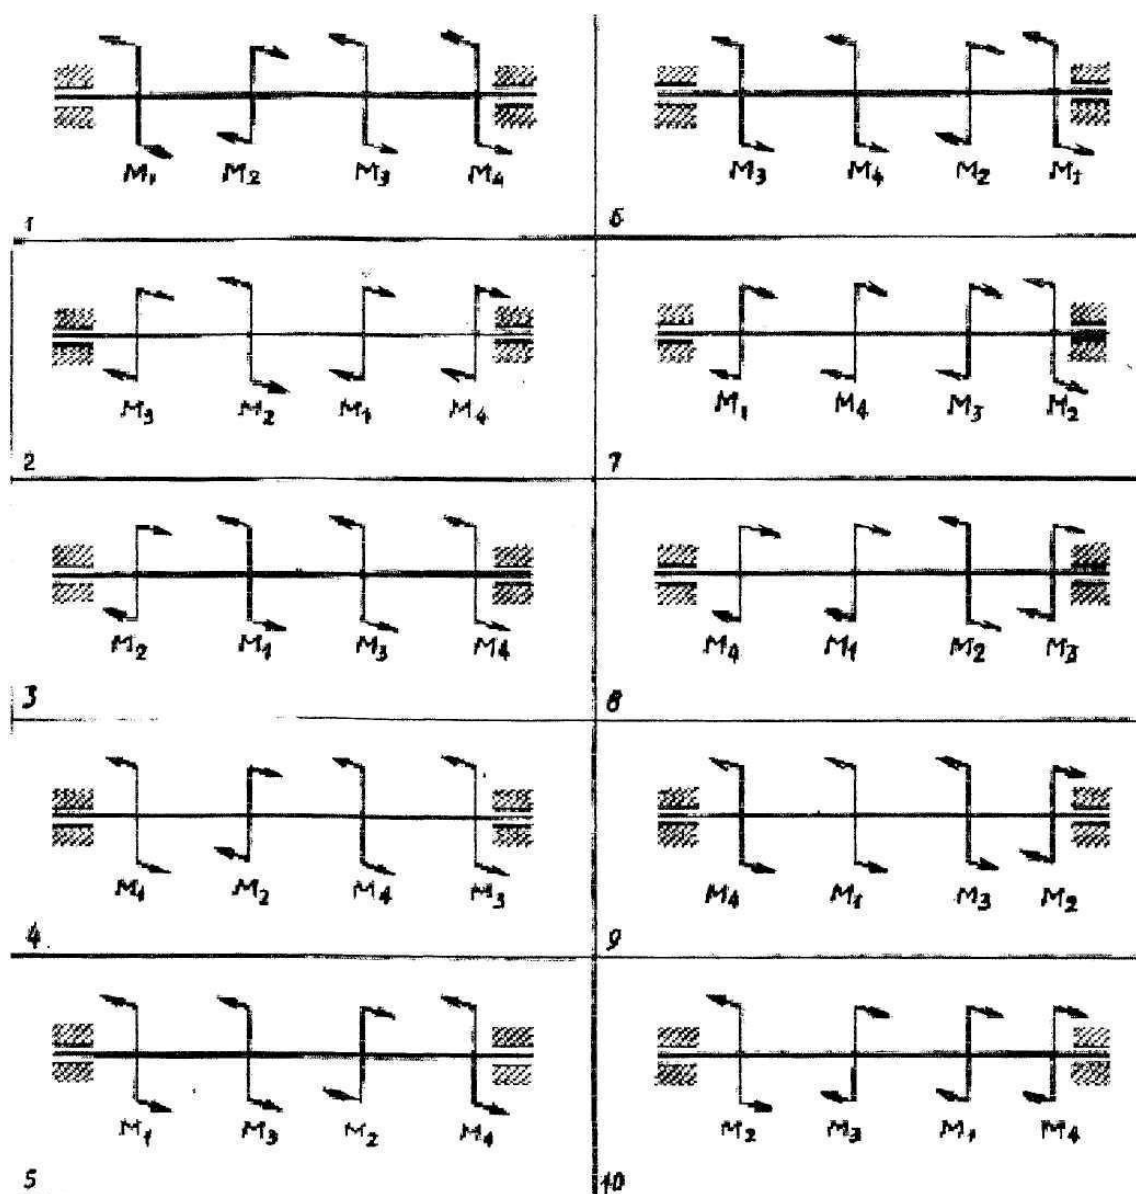 M₁ M₂ M₃ M₄
1
M₃ M₄ M₂ M₁
6
M₃ M₂ M₁ M₄
2
M₁ M₄ M₃ M₂
7
M₂ M₁ M₃ M₄
3
M₄ M₁ M₂ M₃
8
M₁ M₂ M₄ M₃
4
M₄ M₁ M₃ M₂
9
M₁ M₃ M₂ M₄
5
M₂ M₃ M₁ M₄
10